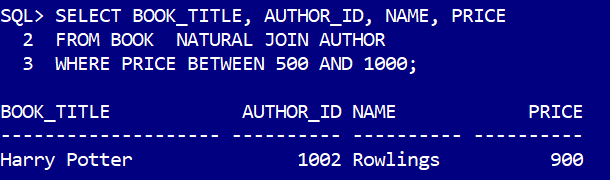 SQL> SELECT BOOK_TITLE, AUTHOR_ID, NAME, PRICE
  2  FROM BOOK  NATURAL JOIN AUTHOR
  3  WHERE PRICE BETWEEN 500 AND 1000;

BOOK_TITLE            AUTHOR_ID NAME            PRICE
-------------------- ---------- ---------- ----------
Harry Potter               1002 Rowlings          900